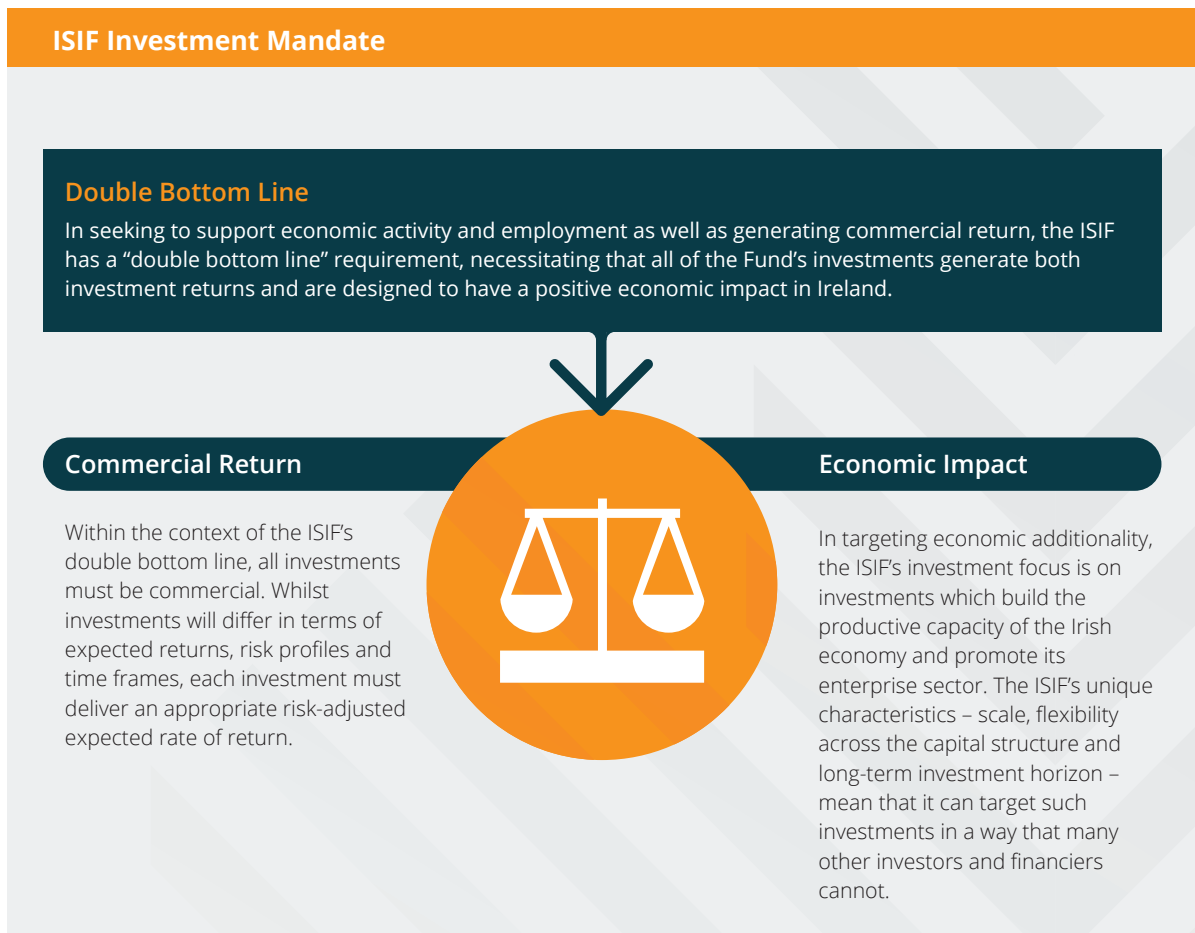 ISIF Investment Mandate
Double Bottom Line
In seeking to support economic activity and employment as well as generating commercial return, the ISIF
has a “double bottom line” requirement, necessitating that all of the Fund’s investments generate both
investment returns and are designed to have a positive economic impact in Ireland.
Commercial Return
Within the context of the ISIF’s
double bottom line, all investments
must be commercial. Whilst
investments will differ in terms of
expected returns, risk profiles and
time frames, each investment must
deliver an appropriate risk-adjusted
expected rate of return.
Economic Impact
In targeting economic additionality,
the ISIF’s investment focus is on
investments which build the
productive capacity of the Irish
economy and promote its
enterprise sector. The ISIF’s unique
characteristics – scale, flexibility
across the capital structure and
long-term investment horizon –
mean that it can target such
investments in a way that many
other investors and financiers
cannot.